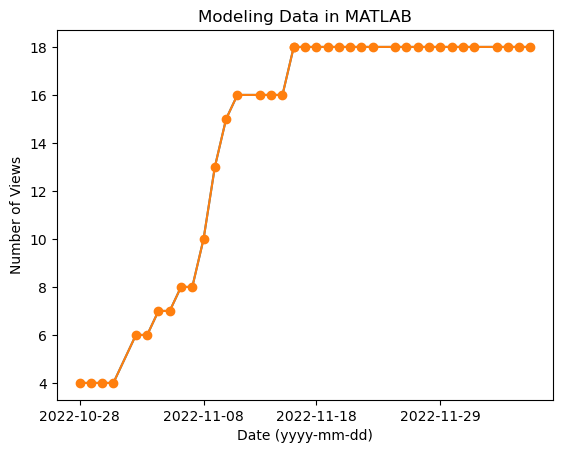 Modeling Data in MATLAB
18
16
14
12
10
8
6
4
Number of Views
2022-10-28 2022-11-08 2022-11-18 2022-11-29
Date (yyyy-mm-dd)